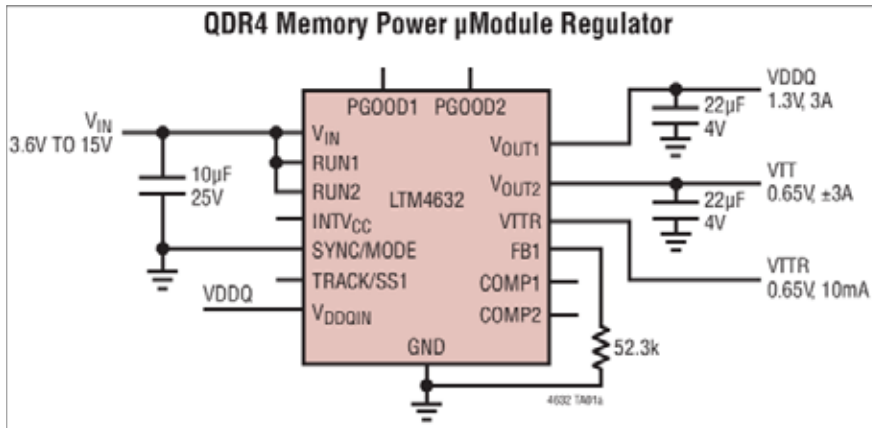 QDR4 Memory Power µModule Regulator
PGOOD1 PGOOD2
VIN
3.6V TO 15V
10µF
25V
VIN
RUN1
RUN2
INTVCC
SYNC/MODE
TRACK/SS1
VDDQ
VDDQIN
LTM4632
GND
VOUT1
VOUT2
VTTR
FB1
COMP1
COMP2
22µF
4V
VDDQ
1.3V, 3A
22µF
4V
VTT
0.65V, ±3A
VTTR
0.65V, 10mA
52.3k
4632 TA01a